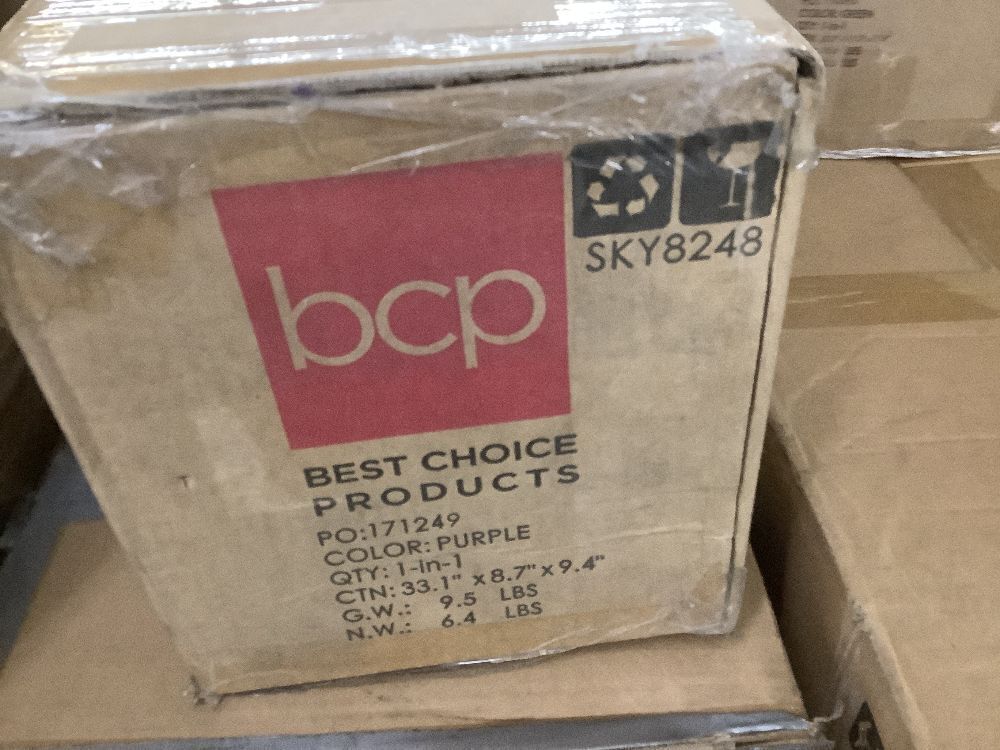 bcp
SKY8248
BEST CHOICE
PRODUCTS
PO:171249
COLOR: PURPLE
QTY: 1-in-1
CTN: 33.1" x 8.7" x 9.4"
G.W.: 9.5 LBS
N.W.: 6.4 LBS